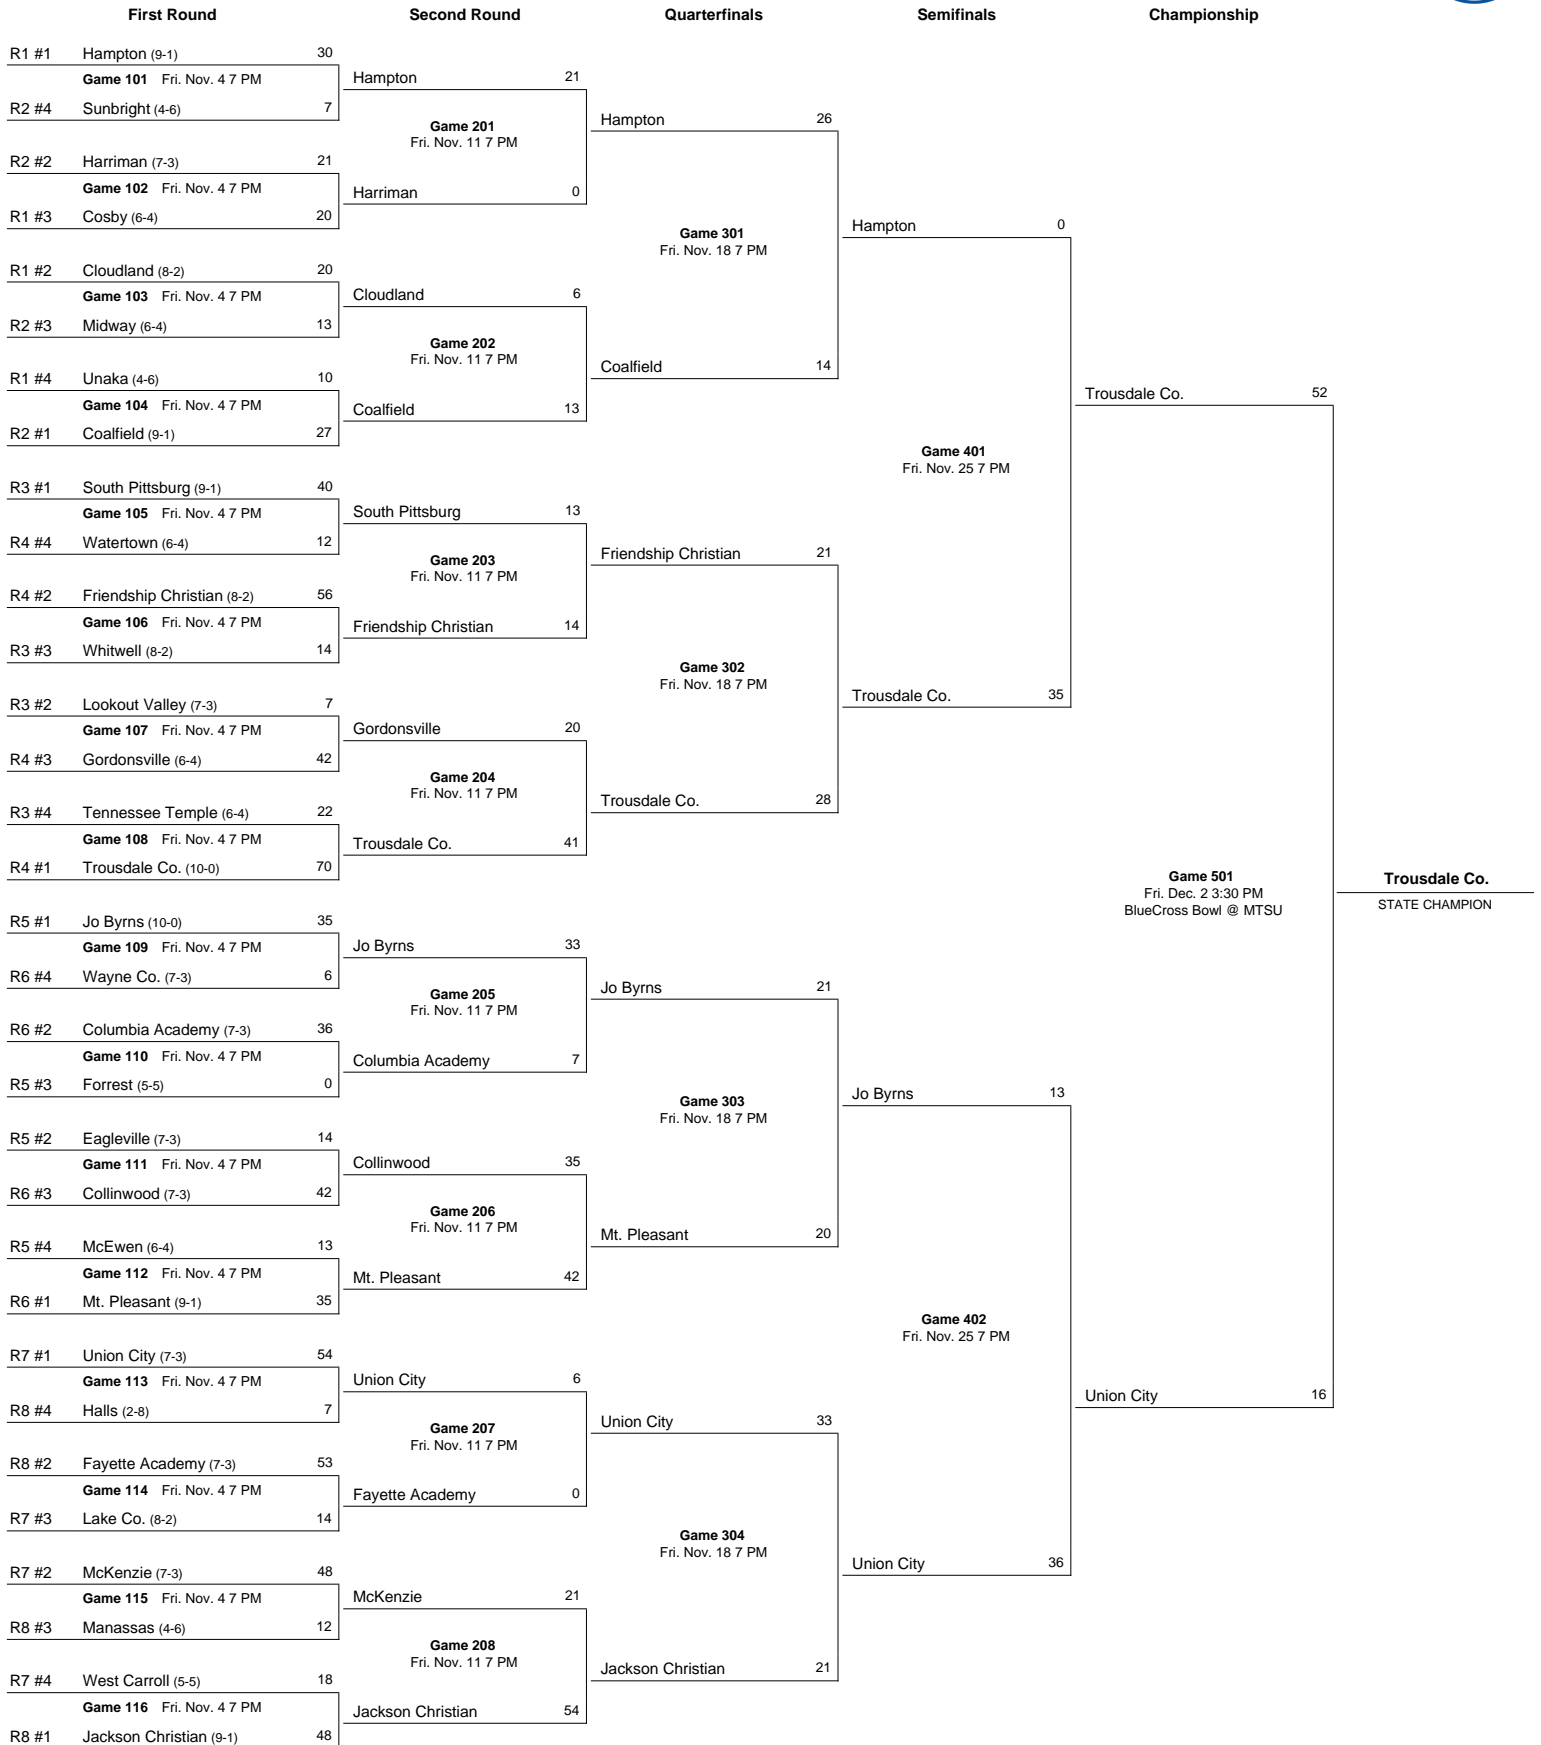 First Round Second Round Quarterfinals Semifinals Championship
R1 #1 Hampton (9-1) 30
Game 101 Fri. Nov. 4 7 PM
R2 #4 Sunbright (4-6) 7
R2 #2 Harriman (7-3) 21
Game 102 Fri. Nov. 4 7 PM
R1 #3 Cosby (6-4) 20
R1 #2 Cloudland (8-2) 20
Game 103 Fri. Nov. 4 7 PM
R2 #3 Midway (6-4) 13
R1 #4 Unaka (4-6) 10
Game 104 Fri. Nov. 4 7 PM
R2 #1 Coalfield (9-1) 27
R3 #1 South Pittsburg (9-1) 40
Game 105 Fri. Nov. 4 7 PM
R4 #4 Watertown (6-4) 12
R4 #2 Friendship Christian (8-2) 56
Game 106 Fri. Nov. 4 7 PM
R3 #3 Whitwell (8-2) 14
R3 #2 Lookout Valley (7-3) 7
Game 107 Fri. Nov. 4 7 PM
R4 #3 Gordonsville (6-4) 42
R3 #4 Tennessee Temple (6-4) 22
Game 108 Fri. Nov. 4 7 PM
R4 #1 Trousdale Co. (10-0) 70
R5 #1 Jo Byrns (10-0) 35
Game 109 Fri. Nov. 4 7 PM
R6 #4 Wayne Co. (7-3) 6
R6 #2 Columbia Academy (7-3) 36
Game 110 Fri. Nov. 4 7 PM
R5 #3 Forrest (5-5) 0
R5 #2 Eagleville (7-3) 14
Game 111 Fri. Nov. 4 7 PM
R6 #3 Collinwood (7-3) 42
R5 #4 McEwen (6-4) 13
Game 112 Fri. Nov. 4 7 PM
R6 #1 Mt. Pleasant (9-1) 35
R7 #1 Union City (7-3) 54
Game 113 Fri. Nov. 4 7 PM
R8 #4 Halls (2-8) 7
R8 #2 Fayette Academy (7-3) 53
Game 114 Fri. Nov. 4 7 PM
R7 #3 Lake Co. (8-2) 14
R7 #2 McKenzie (7-3) 48
Game 115 Fri. Nov. 4 7 PM
R8 #3 Manassas (4-6) 12
R7 #4 West Carroll (5-5) 18
Game 116 Fri. Nov. 4 7 PM
R8 #1 Jackson Christian (9-1) 48
Hampton 21
Game 201
Fri. Nov. 11 7 PM
Harriman 0
Cloudland 6
Game 202
Fri. Nov. 11 7 PM
Coalfield 13
South Pittsburg 13
Game 203
Fri. Nov. 11 7 PM
Friendship Christian 14
Gordonsville 20
Game 204
Fri. Nov. 11 7 PM
Trousdale Co. 41
Jo Byrns 33
Game 205
Fri. Nov. 11 7 PM
Columbia Academy 7
Collinwood 35
Game 206
Fri. Nov. 11 7 PM
Mt. Pleasant 42
Union City 6
Game 207
Fri. Nov. 11 7 PM
Fayette Academy 0
McKenzie 21
Game 208
Fri. Nov. 11 7 PM
Jackson Christian 54
Hampton 26
Game 301
Fri. Nov. 18 7 PM
Coalfield 14
Friendship Christian 21
Game 302
Fri. Nov. 18 7 PM
Trousdale Co. 28
Jo Byrns 21
Game 303
Fri. Nov. 18 7 PM
Mt. Pleasant 20
Union City 33
Game 304
Fri. Nov. 18 7 PM
Jackson Christian 21
Hampton 0
Game 401
Fri. Nov. 25 7 PM
Trousdale Co. 35
Jo Byrns 13
Game 402
Fri. Nov. 25 7 PM
Union City 36
Trousdale Co. 52
Game 501
Fri. Dec. 2 3:30 PM
BlueCross Bowl @ MTSU
Union City 16
Trousdale Co.
STATE CHAMPION